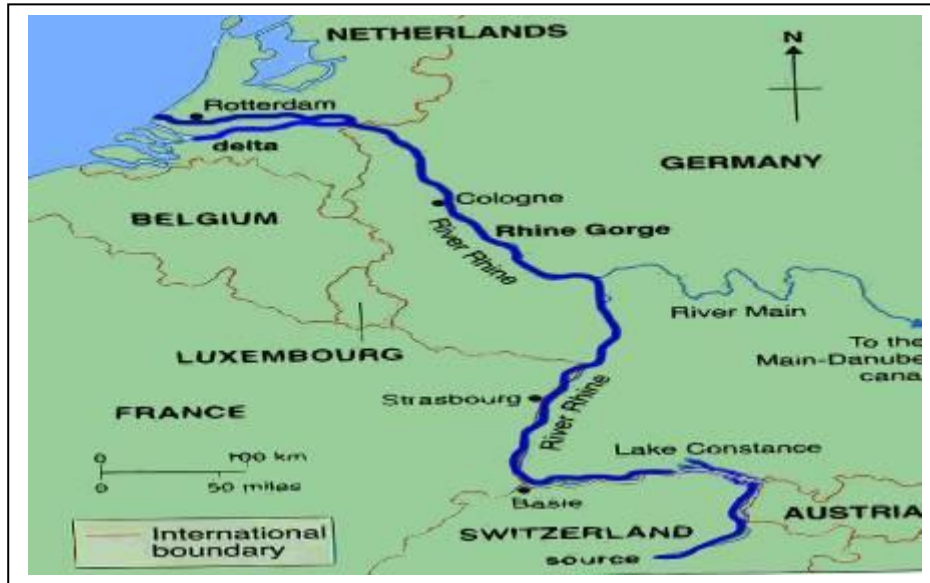 NETHERLANDS
N
Rotterdam
delta
GERMANY
Cologne
BELGIUM
Rhine Gorge
River Rhine
River Main
To the
Main-Danube
cana
LUXEMBOURG
Strasbourg
River Rhine
FRANCE
Lake Constance
0 100 km
0 50 miles
Basle
AUSTRIA
SWITZERLAND
source
International
boundary